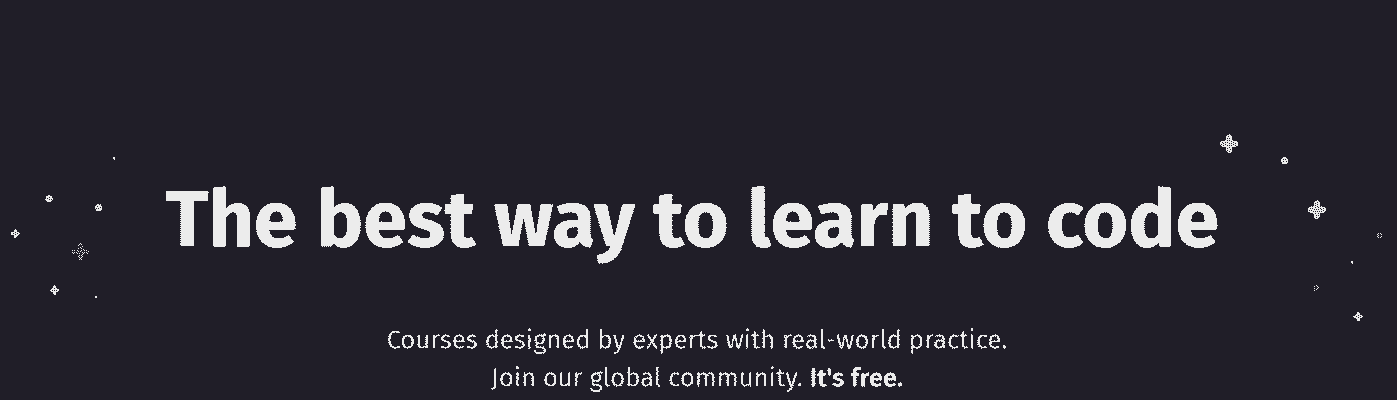 The best way to learn to code
Courses designed by experts with real-world practice.
Join our global community. It's free.